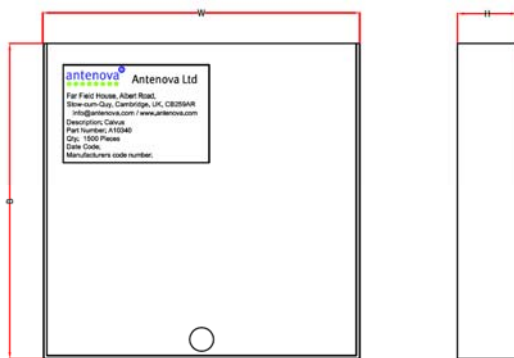 W
H
antenova® Antenova Ltd
Far Field House, Albert Road,
Stow-cum-Quy, Cambridge, UK, CB259AR
info@antenova.com / www.antenova.com
Description; Calvus
Part Number; A10340
Qty; 1500 Pieces
Date Code;
Manufacturers code number;
D